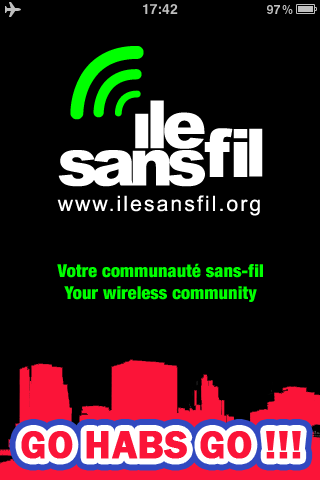 17:42 97 %
ile
sans fil
www.ilesansfil.org
Votre communauté sans-fil
Your wireless community
GO HABS GO !!!